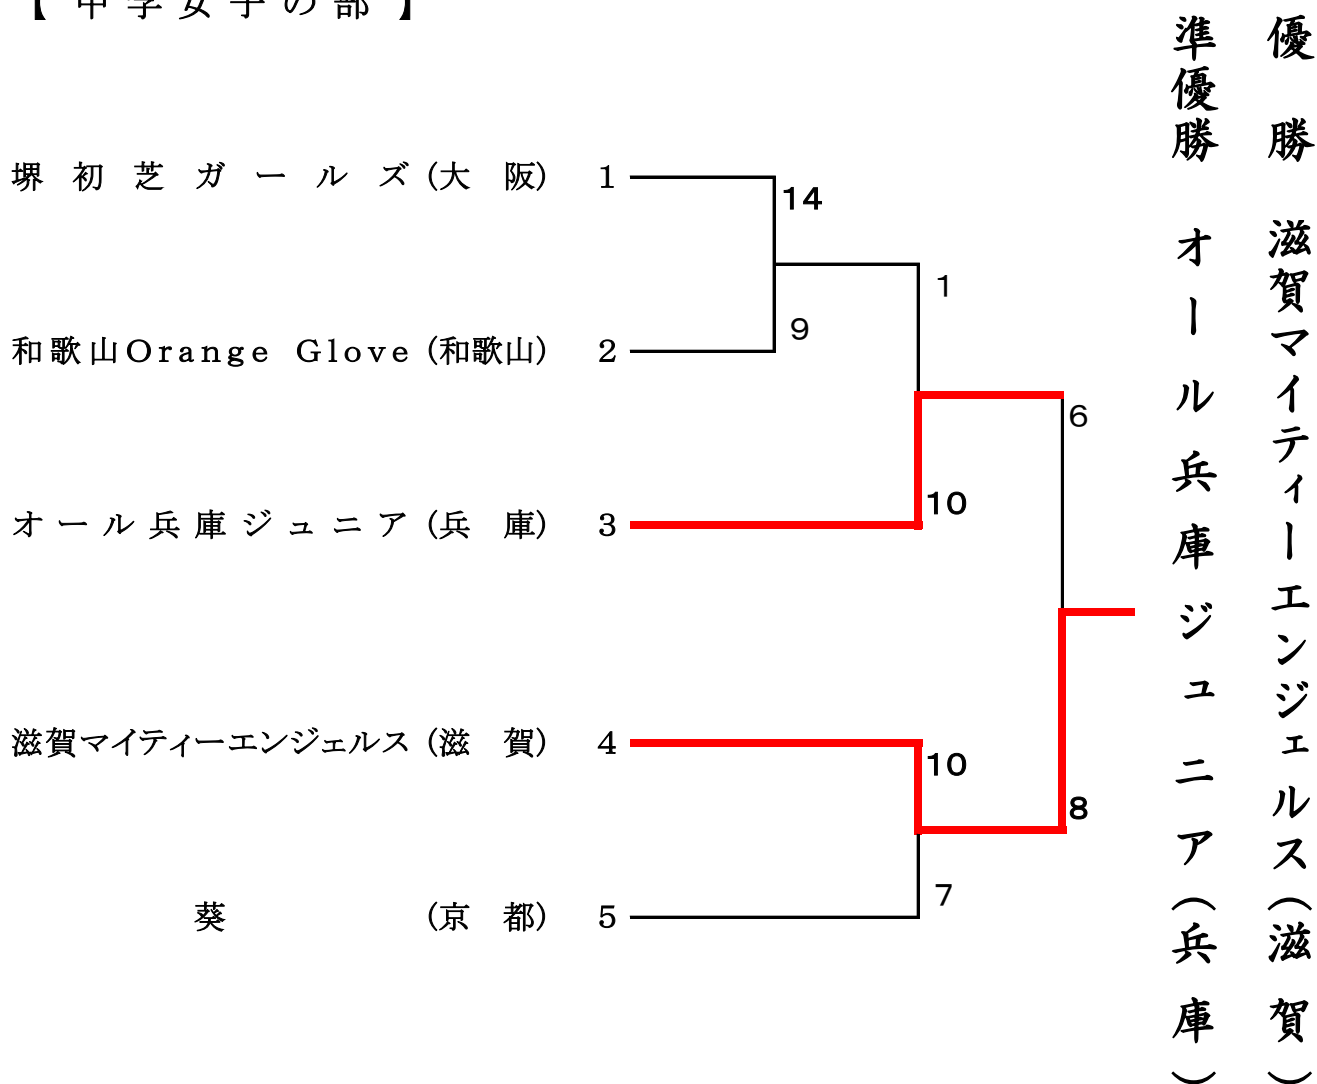 【 中学女子の部 】
堺初芝ガールズ (大 阪) 1
14
1
和歌山Orange Glove (和歌山) 2
9
6
オール兵庫ジュニア (兵 庫) 3
10
滋賀マイティーエンジェルス (滋 賀) 4
10
8
葵 (京 都) 5
7
優 勝 滋賀マイティーエンジェルス(滋 賀)
準優勝 オール兵庫ジュニア(兵 庫)